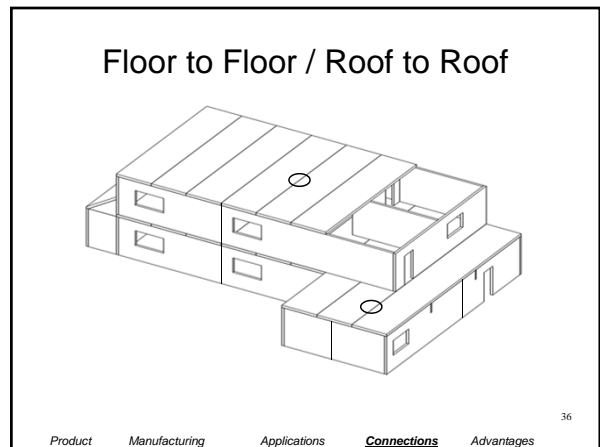 Floor to Floor / Roof to Roof
36
Product Manufacturing Applications Connections Advantages